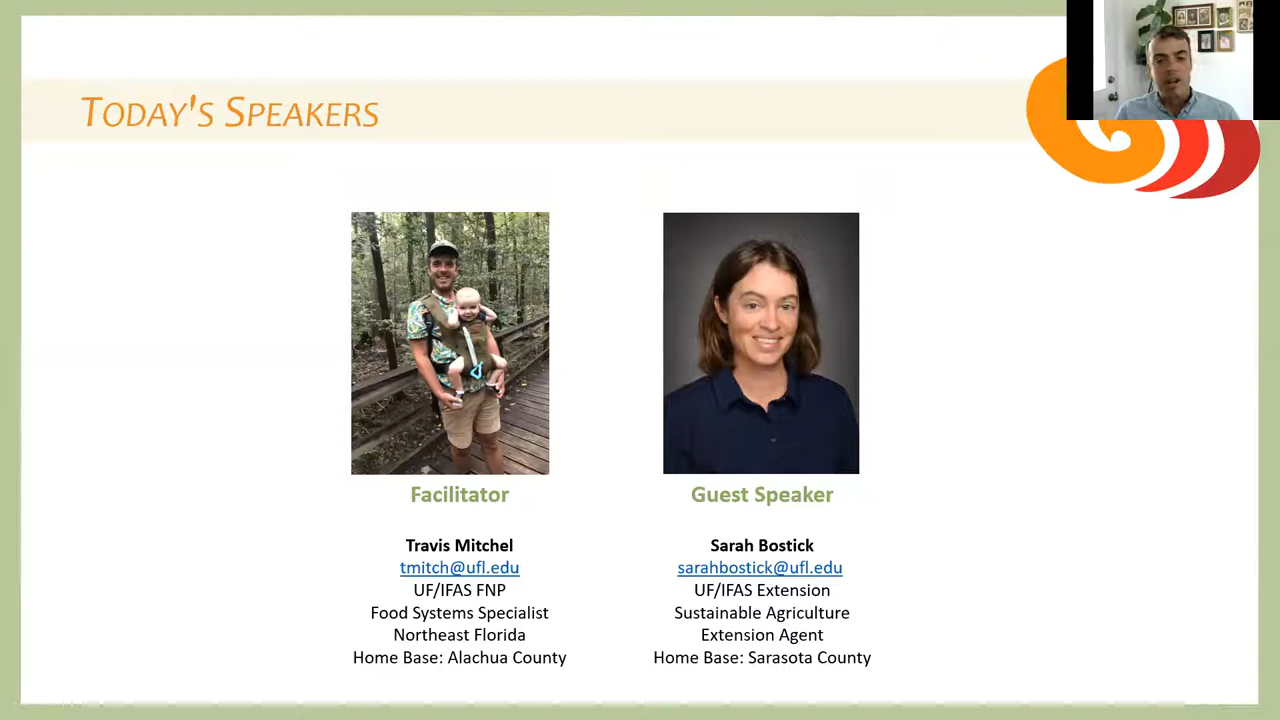 TODAY'S SPEAKERS
Facilitator
Travis Mitchel
tmitch@ufl.edu
UF/IFAS FNP
Food Systems Specialist
Northeast Florida
Home Base: Alachua County
Guest Speaker
Sarah Bostick
sarahbostick@ufl.edu
UF/IFAS Extension
Sustainable Agriculture
Extension Agent
Home Base: Sarasota County